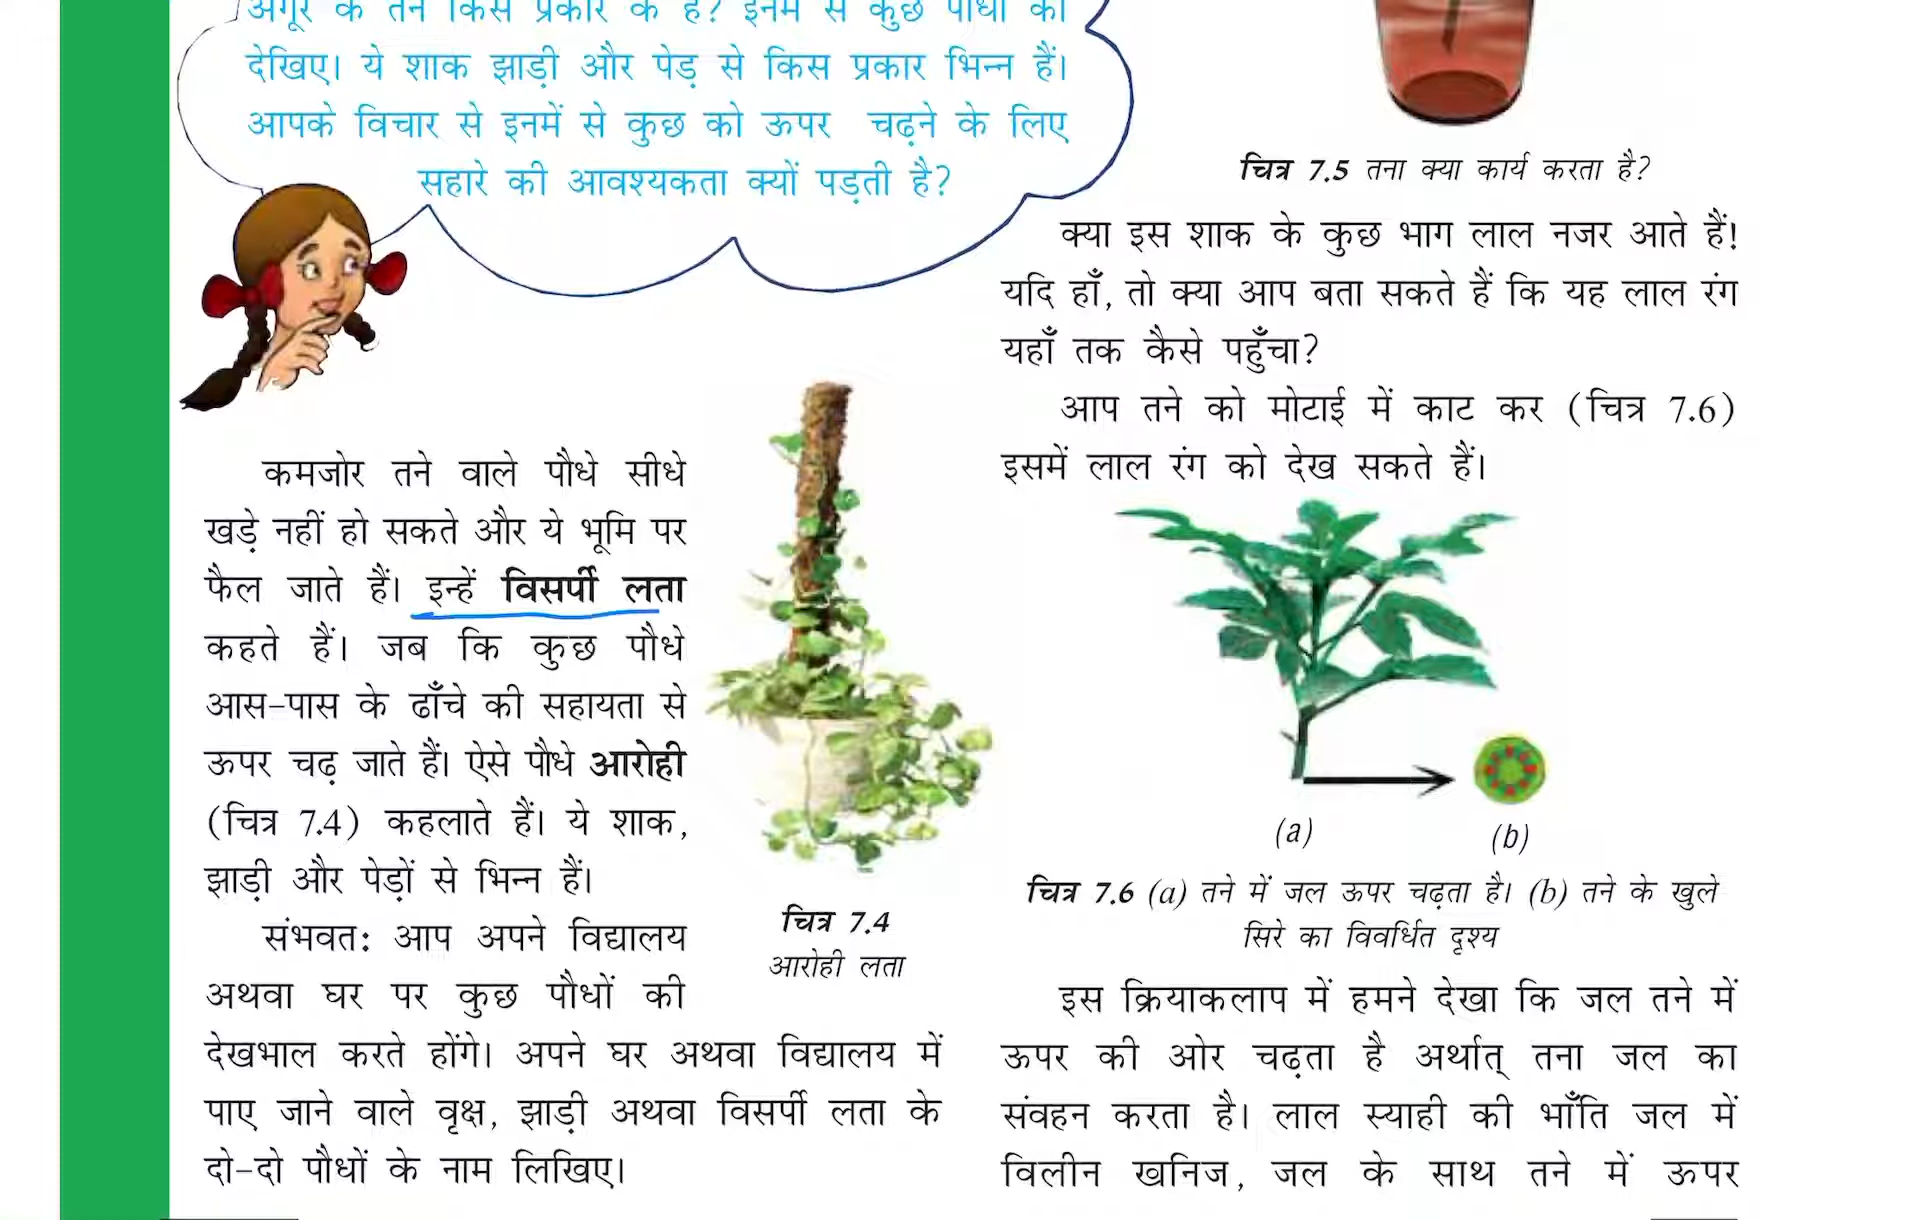 अंगूर के तने किस प्रकार के हैं? इनमें से कुछ पौधों को
देखिए। ये शाक झाड़ी और पेड़ से किस प्रकार भिन्न हैं।
आपके विचार से इनमें से कुछ को ऊपर चढ़ने के लिए
सहारे की आवश्यकता क्यों पड़ती है?
कमजोर तने वाले पौधे सीधे
खड़े नहीं हो सकते और ये भूमि पर
फैल जाते हैं। इन्हें विसर्पी लता
कहते हैं। जब कि कुछ पौधे
आस-पास के ढाँचे की सहायता से
ऊपर चढ़ जाते हैं। ऐसे पौधे आरोही
(चित्र 7.4) कहलाते हैं। ये शाक,
झाड़ी और पेड़ों से भिन्न हैं।
चित्र 7.4
आरोही लता
संभवतः आप अपने विद्यालय
अथवा घर पर कुछ पौधों की
देखभाल करते होंगे। अपने घर अथवा विद्यालय में
पाए जाने वाले वृक्ष, झाड़ी अथवा विसर्पी लता के
दो-दो पौधों के नाम लिखिए।
चित्र 7.5 तना क्या कार्य करता है?
क्या इस शाक के कुछ भाग लाल नजर आते हैं!
यदि हाँ, तो क्या आप बता सकते हैं कि यह लाल रंग
यहाँ तक कैसे पहुँचा?
आप तने को मोटाई में काट कर (चित्र 7.6)
इसमें लाल रंग को देख सकते हैं।
(a) (b)
चित्र 7.6 (a) तने में जल ऊपर चढ़ता है। (b) तने के खुले
सिरे का विवर्धित दृश्य
इस क्रियाकलाप में हमने देखा कि जल तने में
ऊपर की ओर चढ़ता है अर्थात् तना जल का
संवहन करता है। लाल स्याही की भाँति जल में
विलीन खनिज, जल के साथ तने में ऊपर